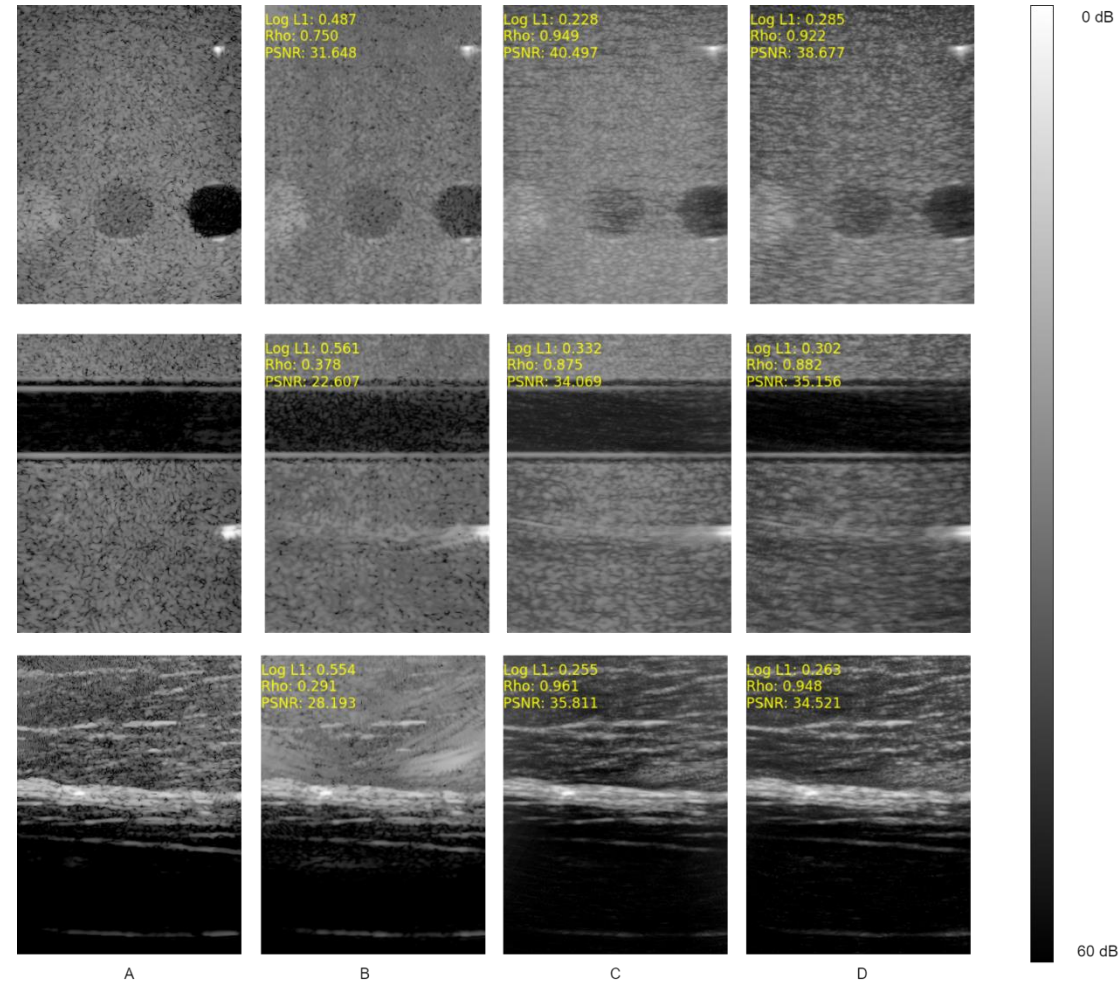 Log L1: 0.487
Rho: 0.750
PSNR: 31.648
Log L1: 0.228
Rho: 0.949
PSNR: 40.497
Log L1: 0.285
Rho: 0.922
PSNR: 38.677
0 dB
Log L1: 0.561
Rho: 0.378
PSNR: 22.607
Log L1: 0.332
Rho: 0.875
PSNR: 34.069
Log L1: 0.302
Rho: 0.882
PSNR: 35.156
Log L1: 0.554
Rho: 0.291
PSNR: 28.193
Log L1: 0.255
Rho: 0.961
PSNR: 35.811
Log L1: 0.263
Rho: 0.948
PSNR: 34.521
60 dB
A
B
C
D